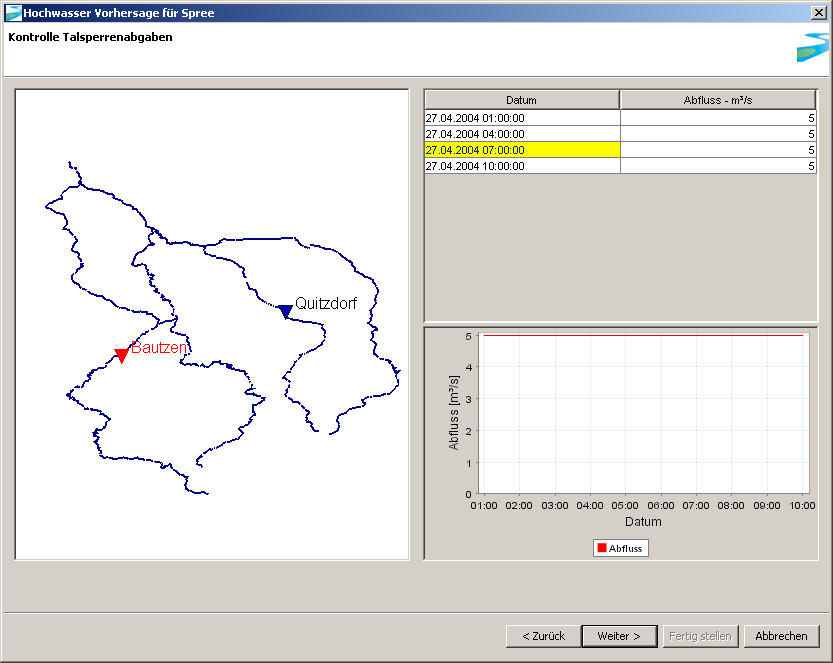 Hochwasser Vorhersage für Spree
Kontrolle Talsperrenabgaben
Quitzdorf
Bautzen
Datum Abfluss - m³/s
27.04.2004 01:00:00 5
27.04.2004 04:00:00 5
27.04.2004 07:00:00 5
27.04.2004 10:00:00 5
Abfluss [m³/s]
5
4
3
2
1
0
01:00 02:00 03:00 04:00 05:00 06:00 07:00 08:00 09:00 10:00
Datum
Abfluss
< Zurück Weiter > Fertig stellen Abbrechen